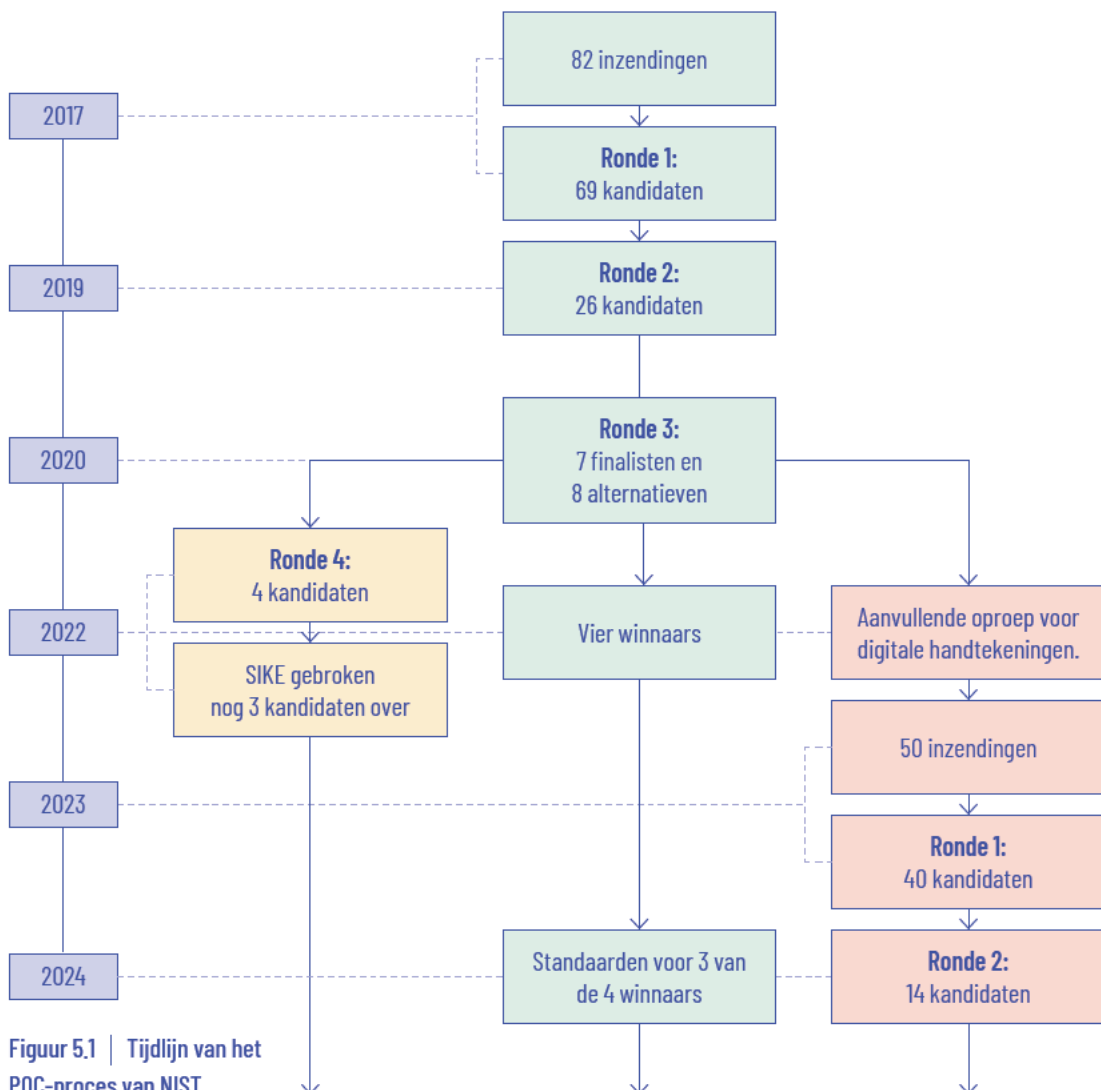 82 inzendingen
2017
Ronde 1:
69 kandidaten
2019
Ronde 2:
26 kandidaten
2020
Ronde 3:
7 finalisten en
8 alternatieven
Ronde 4:
4 kandidaten
2022
Vier winnaars
Aanvullende oproep voor
digitale handtekeningen.
SIKE gebroken
nog 3 kandidaten over
50 inzendingen
2023
Ronde 1:
40 kandidaten
2024
Standaarden voor 3 van
de 4 winnaars
Ronde 2:
14 kandidaten
Figuur 5.1 | Tijdlijn van het
PQC-proces van NIST